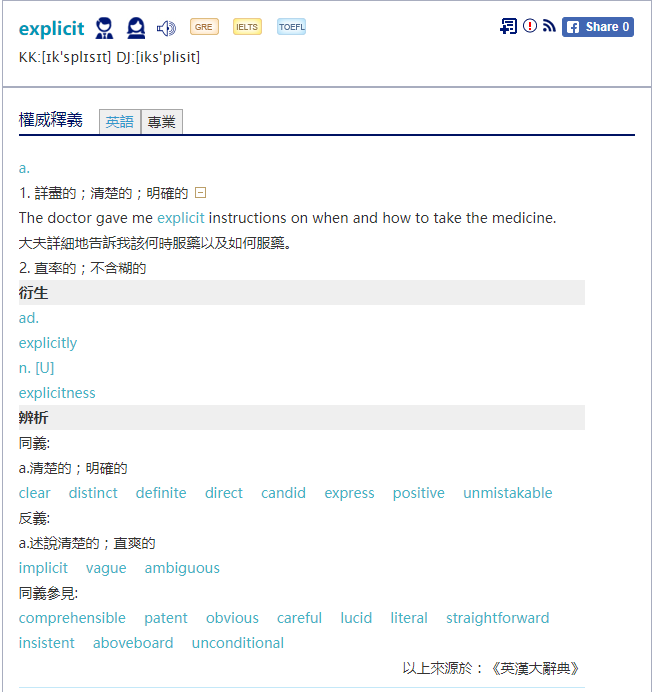 explicit GRE IELTS TOEFL Share 0
KK:[ɪkˈsplɪsɪt] DJ:[iksˈplisit]
權威釋義 英語 專業
a.
1. 詳盡的；清楚的；明確的
The doctor gave me explicit instructions on when and how to take the medicine.
大夫詳細地告訴我該何時服藥以及如何服藥。
2. 直率的；不含糊的
衍生
ad.
explicitly
n. [U]
explicitness
辨析
同義:
a.清楚的；明確的
clear distinct definite direct candid express positive unmistakable
反義:
a.述說清楚的；直爽的
implicit vague ambiguous
同義參見:
comprehensible patent obvious careful lucid literal straightforward
insistent aboveboard unconditional
以上來源於：《英漢大辭典》